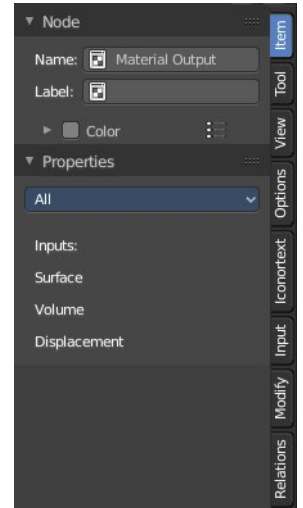 Node
Name: Material Output
Label:
Color
Properties
All
Inputs:
Surface
Volume
Displacement
Item
Tool
View
Options
Iconortext
Input
Modify
Relations